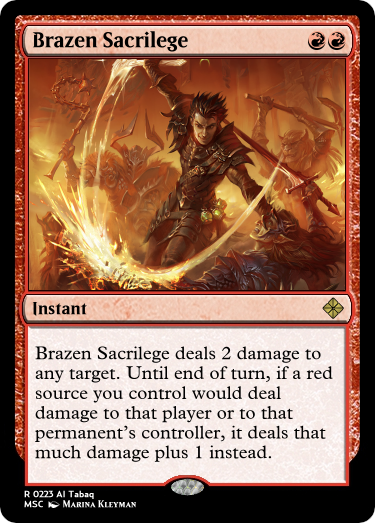 Brazen Sacrilege
Instant
Brazen Sacrilege deals 2 damage to
any target. Until end of turn, if a red
source you control would deal
damage to that player or to that
permanent's controller, it deals that
much damage plus 1 instead.
R 0223 Al Tabaq
MSC Marina Kleyman